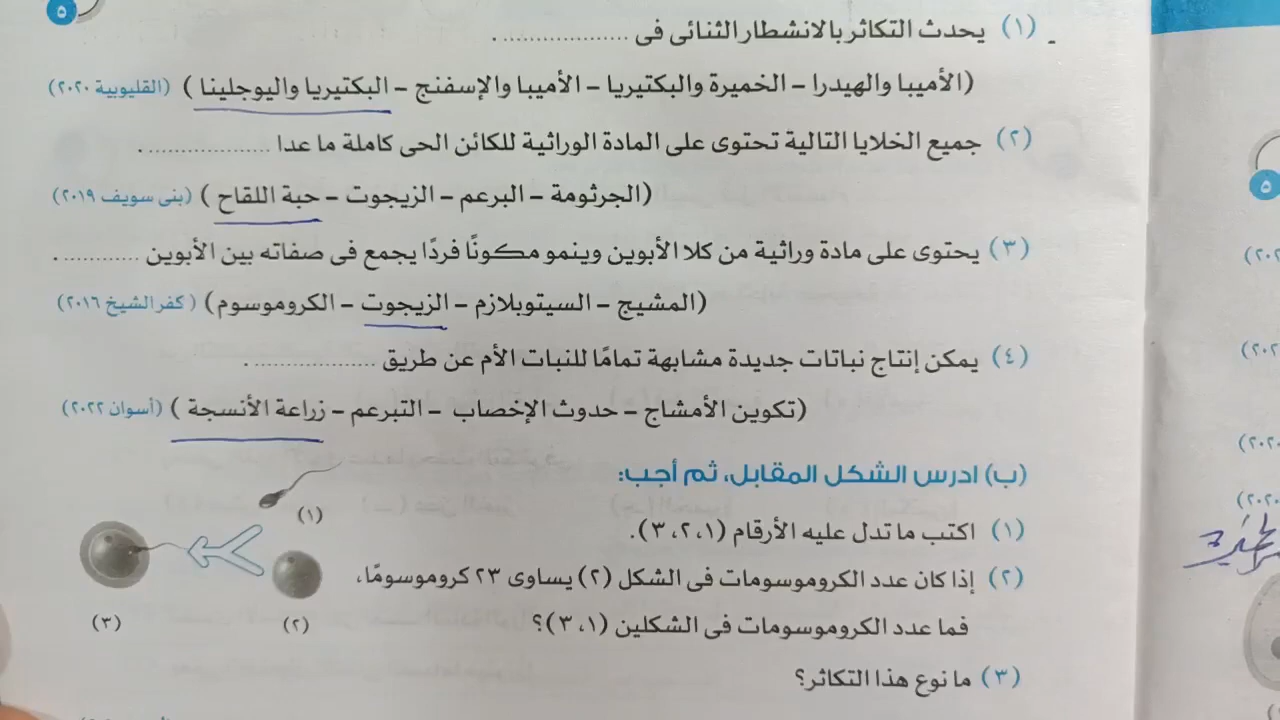 ٥
(١) يحدث التكاثر بالانشطار الثنائى فى ....................
(الأميبا والهيدرا – الخميرة والبكتيريا – الأميبا والإسفنج – البكتيريا واليوجلينا) (القليوبية ٢٠٢٠)
(٢) جميع الخلايا التالية تحتوى على المادة الوراثية للكائن الحى كاملة ما عدا ....................
(الجرثومة – البرعم – الزيجوت – حبة اللقاح) (بنى سويف ٢٠١٩)
(٣) يحتوى على مادة وراثية من كلا الأبوين وينمو مكونًا فردًا يجمع فى صفاته بين الأبوين ............
(المشيج – السيتوبلازم – الزيجوت – الكروموسوم) (كفر الشيخ ٢٠١٦)
(٤) يمكن إنتاج نباتات جديدة مشابهة تمامًا للنبات الأم عن طريق ....................
(تكوين الأمشاج – حدوث الإخصاب – التبرعم – زراعة الأنسجة) (أسوان ٢٠٢٢)
(ب) ادرس الشكل المقابل، ثم أجب:
(١) اكتب ما تدل عليه الأرقام (١، ٢، ٣).
(٢) إذا كان عدد الكروموسومات فى الشكل (٢) يساوى ٢٣ كروموسومًا،
فما عدد الكروموسومات فى الشكلين (١، ٣)؟
(٣) ما نوع هذا التكاثر؟
(١)
(٢)
(٣)
٥